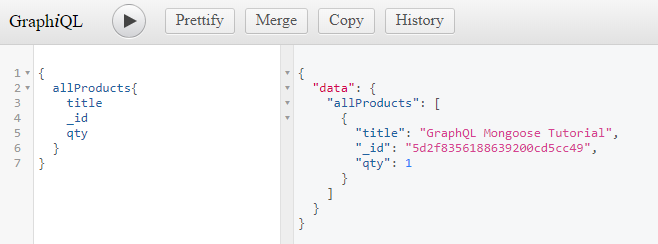 GraphiQL Prettify Merge Copy History
1 {
2 allProducts{
3 title
4 _id
5 qty
6 }
7 }
{
"data": {
"allProducts": [
{
"title": "GraphQL Mongoose Tutorial",
"_id": "5d2f8356188639200cd5cc49",
"qty": 1
}
]
}
}